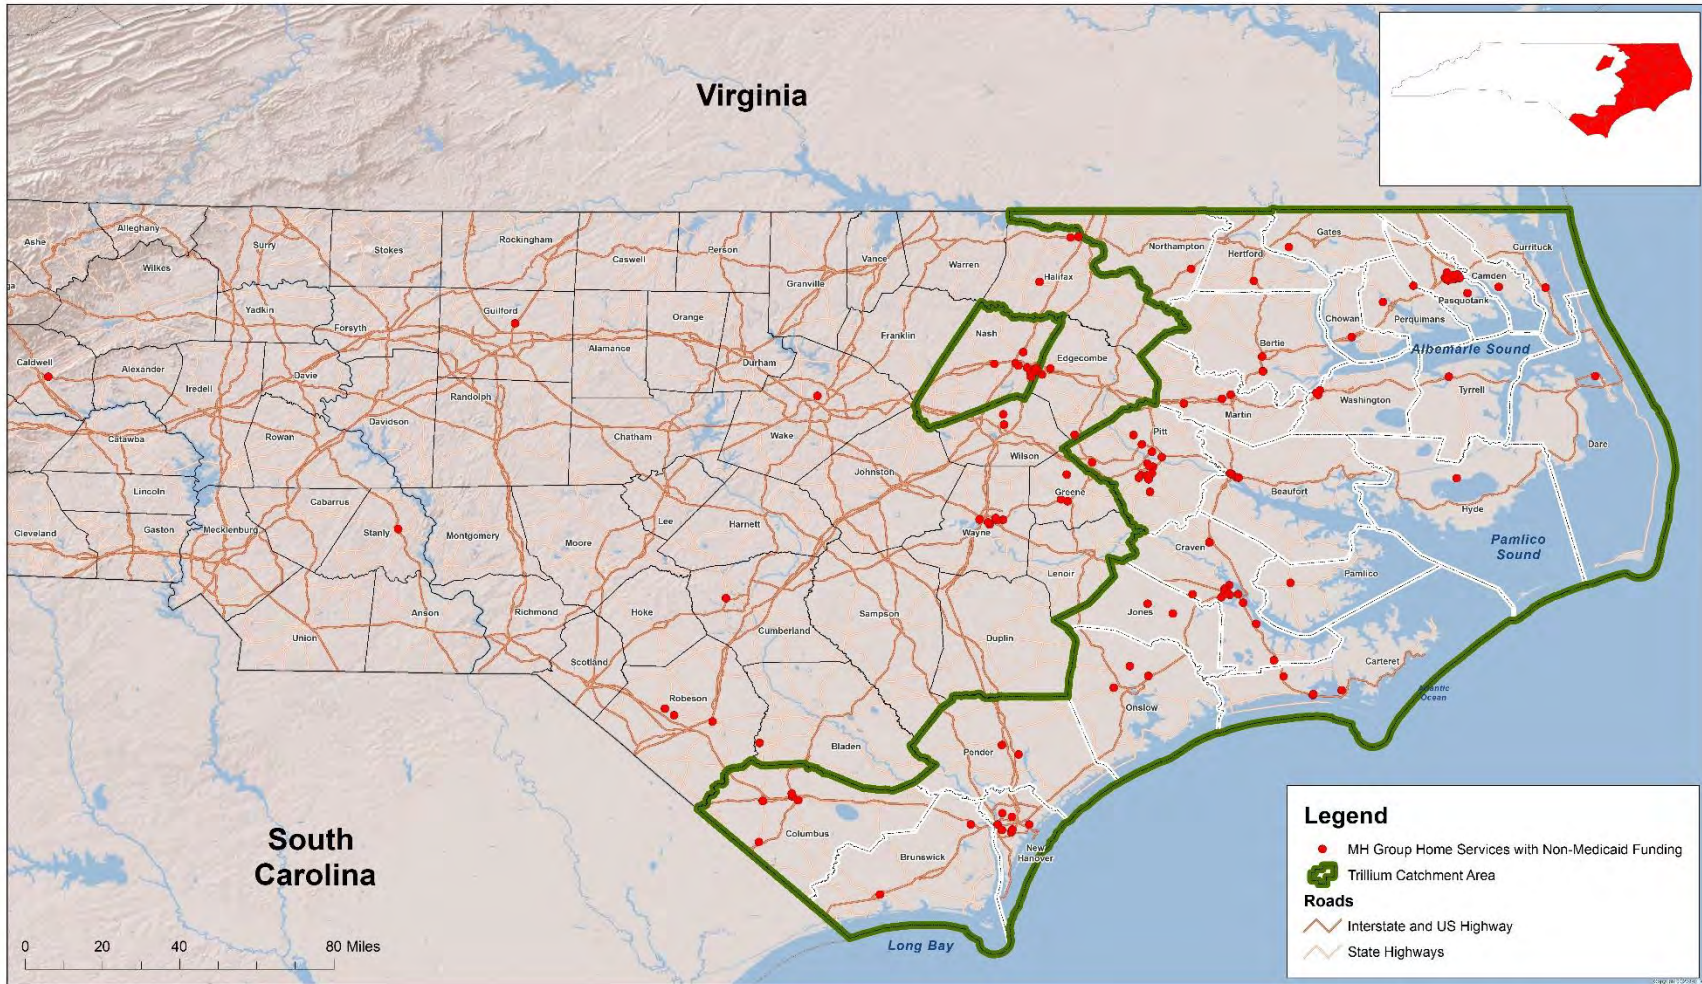 Virginia
Ashe
Alleghany
Surry
Stokes
Rockingham
Caswell
Person
Vance
Warren
Northampton
Hertford
Gates
Currituck
Wilkes
Granville
Halifax
Camden
Pasquotank
ga
Yadkin
Forsyth
Guilford
Orange
Franklin
Nash
Chowan
Perquimans
Caldwell
Alexander
Iredell
Davie
Alamance
Durham
Edgecombe
Bertie
Albemarle Sound
Randolph
Davidson
Martin
Washington
Tyrrell
Catawba
Rowan
Chatham
Wake
Pitt
Dare
Wilson
Johnston
Lincoln
Cabarrus
Greene
Beaufort
Hyde
Cleveland
Gaston
Mecklenburg
Stanly
Montgomery
Moore
Lee
Harnett
Wayne
Craven
Pamlico
Sound
Lenoir
Pamlico
Union
Anson
Richmond
Hoke
Cumberland
Sampson
Duplin
Jones
Scotland
Carteret
Robeson
Onslow
Atlantic
Ocean
Bladen
Pender
Columbus
Brunswick
New
Hanover
South
Carolina
Long Bay
0 20 40 80 Miles
Legend
MH Group Home Services with Non-Medicaid Funding
Trillium Catchment Area
Roads
Interstate and US Highway
State Highways